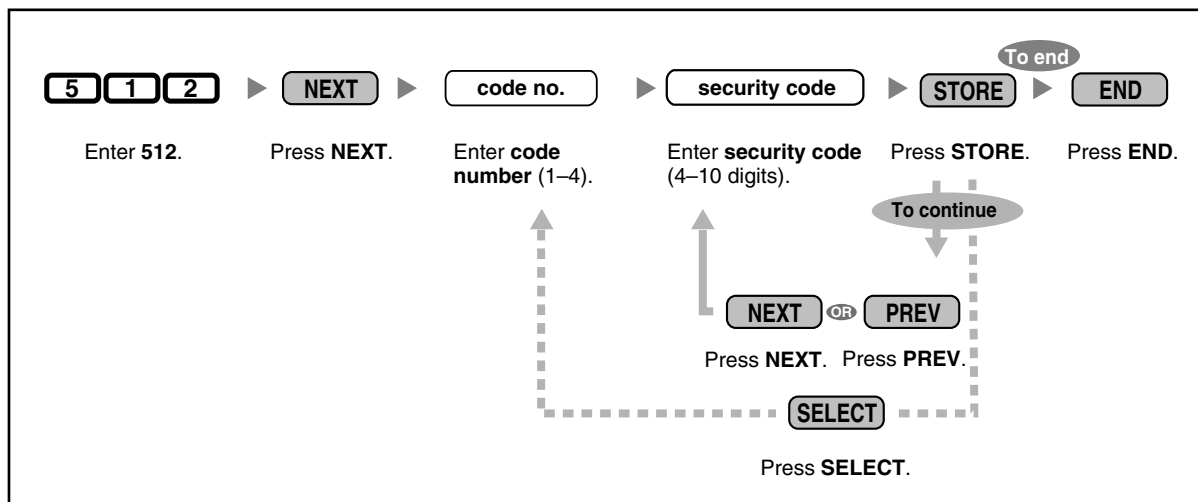 To end
5 1 2 NEXT code no. security code STORE END
Enter 512. Press NEXT. Enter code number (1–4). Enter security code (4–10 digits). Press STORE. Press END.
To continue
NEXT OR PREV
Press NEXT. Press PREV.
SELECT
Press SELECT.